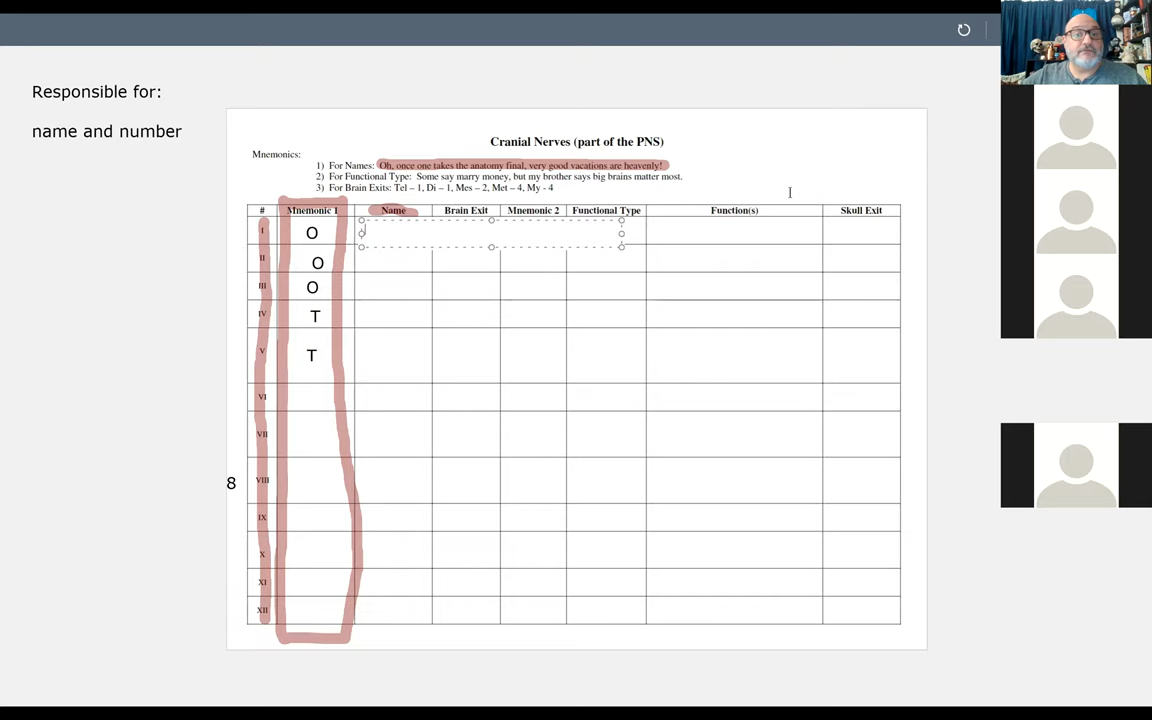 Responsible for:
name and number
Cranial Nerves (part of the PNS)
Mnemonics:
1) For Names: Oh, once one takes the anatomy final, very good vacations are heavenly!
2) For Functional Type: Some say marry money, but my brother says big brains matter most.
3) For Brain Exits: Tel – 1, Di – 1, Mes – 2, Met – 4, My - 4
# Mnemonic 1 Name Brain Exit Mnemonic 2 Functional Type Function(s) Skull Exit
I O
II O
III O
IV T
V T
VI
VII
8 VIII
IX
X
XI
XII